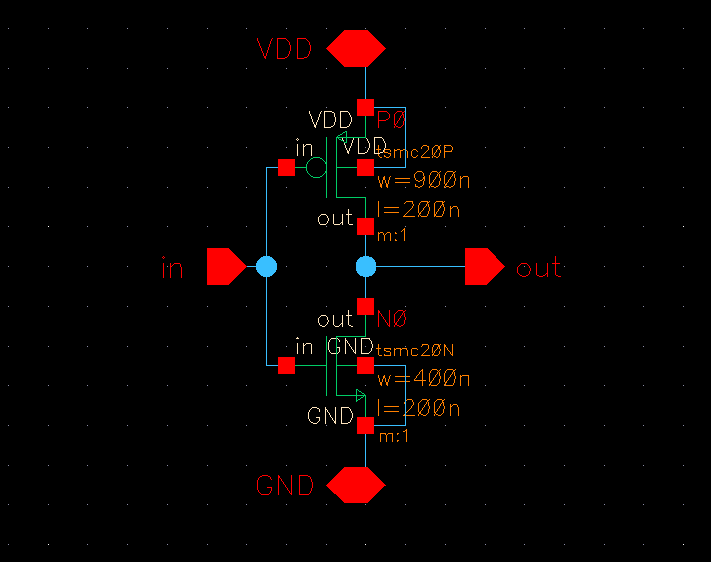 VDD
VDD
P0
in
VDD
tsmc20P
w=900n
l=200n
out
m:1
in
out
out
N0
in
GND
tsmc20N
w=400n
l=200n
GND
m:1
GND